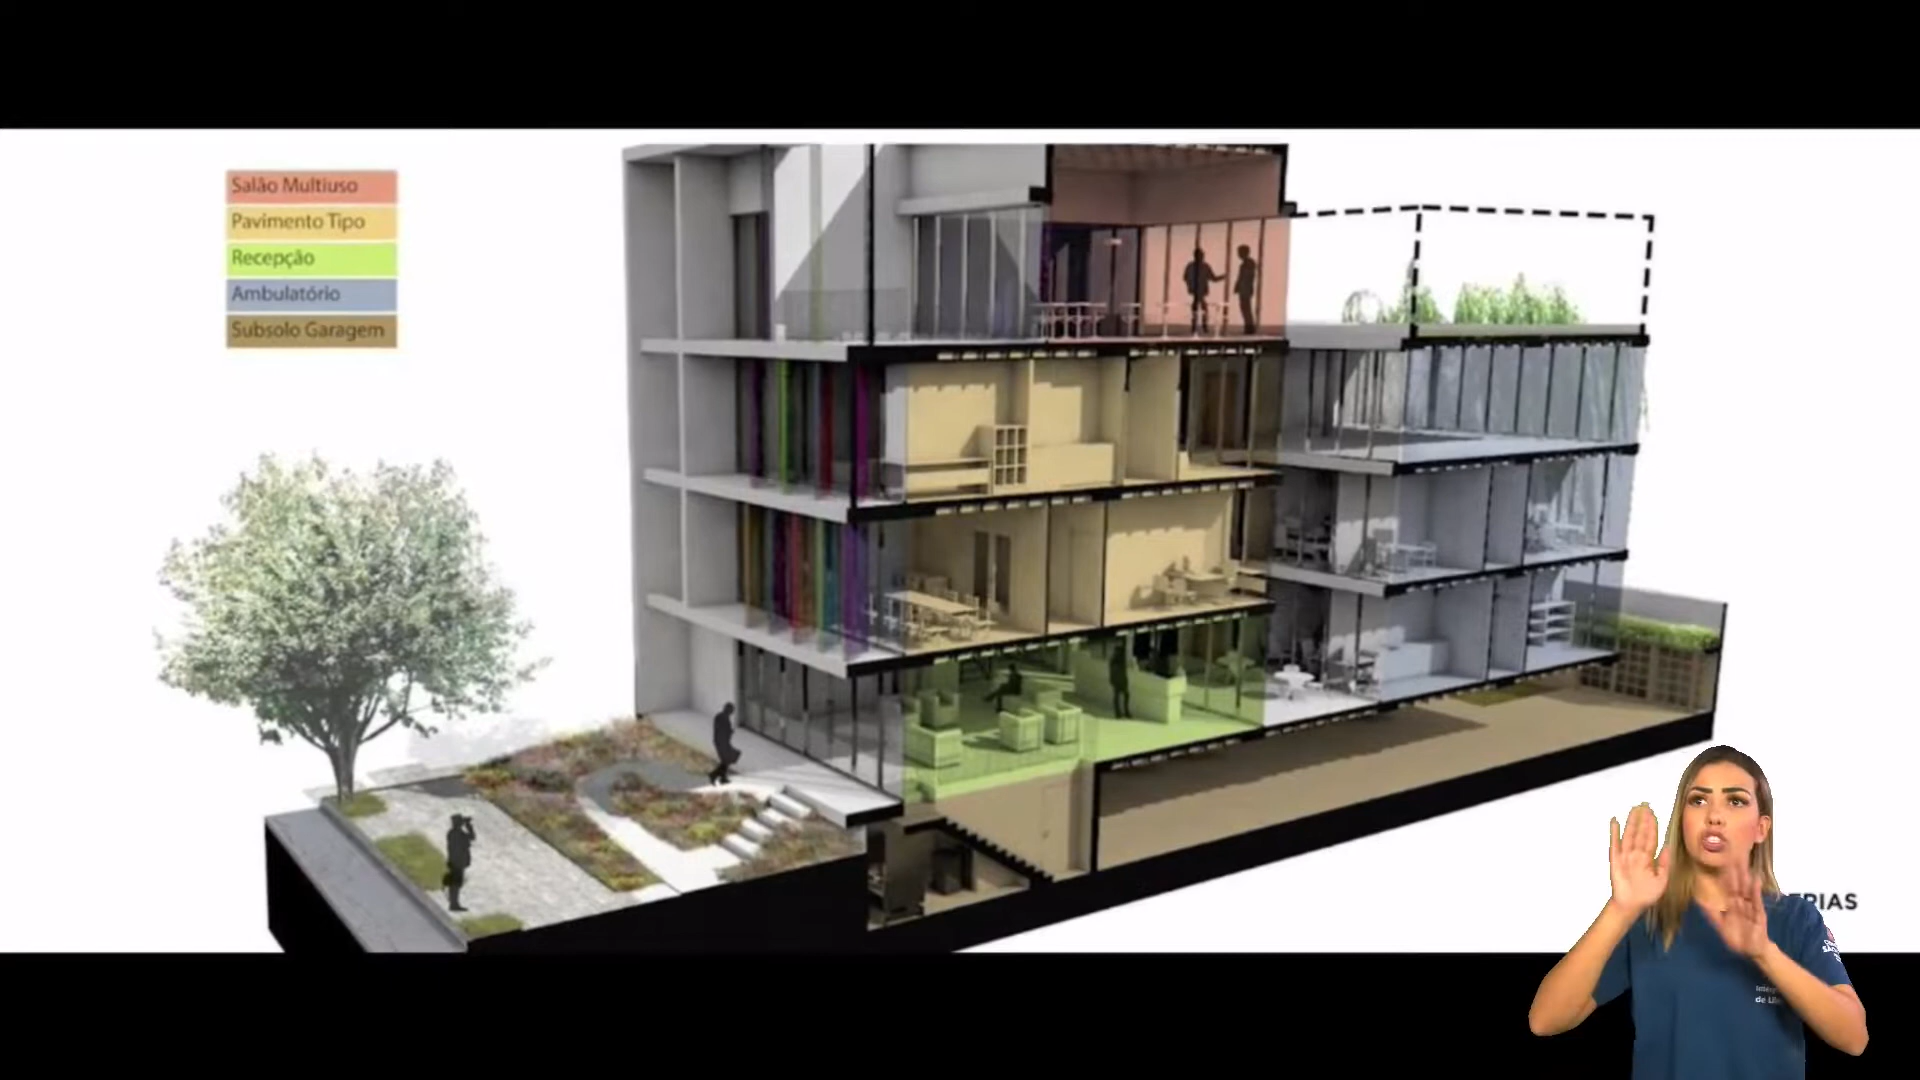 Salão Multiuso
Pavimento Tipo
Recepção
Ambulatório
Subsolo Garagem